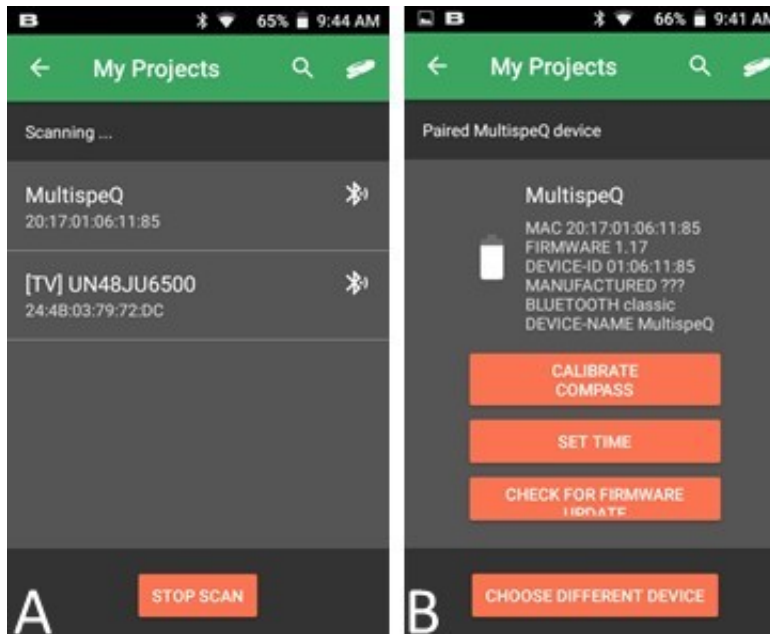 65% 9:44 AM
My Projects
Scanning ...
MultispeQ
20:17:01:06:11:85
[TV] UN48JU6500
24:4B:03:79:72:DC
STOP SCAN
A
66% 9:41 AM
My Projects
Paired MultispeQ device
MultispeQ
MAC 20:17:01:06:11:85
FIRMWARE 1.17
DEVICE-ID 01:06:11:85
MANUFACTURED ???
BLUETOOTH classic
DEVICE-NAME MultispeQ
CALIBRATE
COMPASS
SET TIME
CHECK FOR FIRMWARE
UPDATE
CHOOSE DIFFERENT DEVICE
B